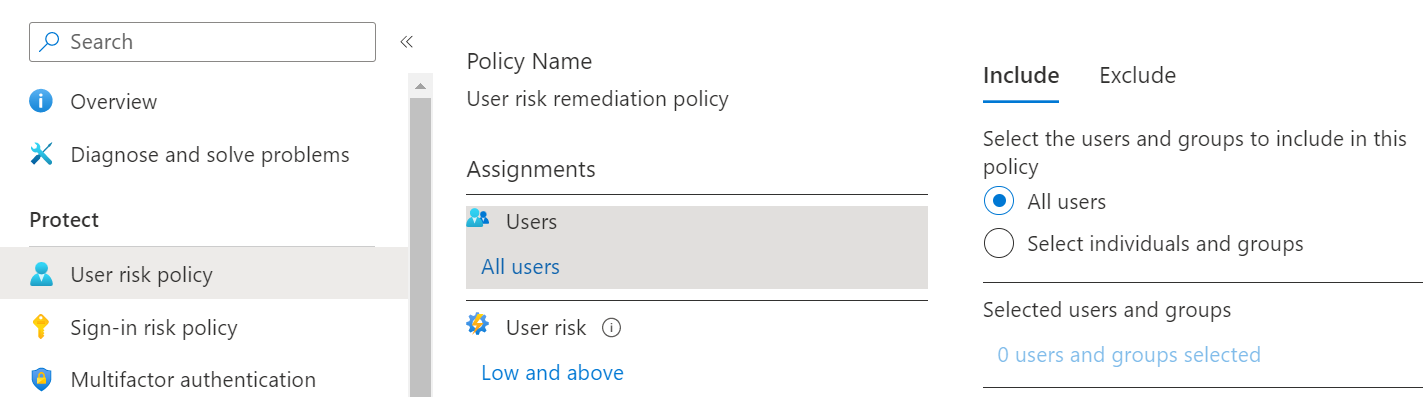 Search
Overview
Diagnose and solve problems
Protect
User risk policy
Sign-in risk policy
Multifactor authentication
Policy Name
User risk remediation policy
Assignments
Users
All users
User risk
Low and above
Include Exclude
Select the users and groups to include in this
policy
All users
Select individuals and groups
Selected users and groups
0 users and groups selected